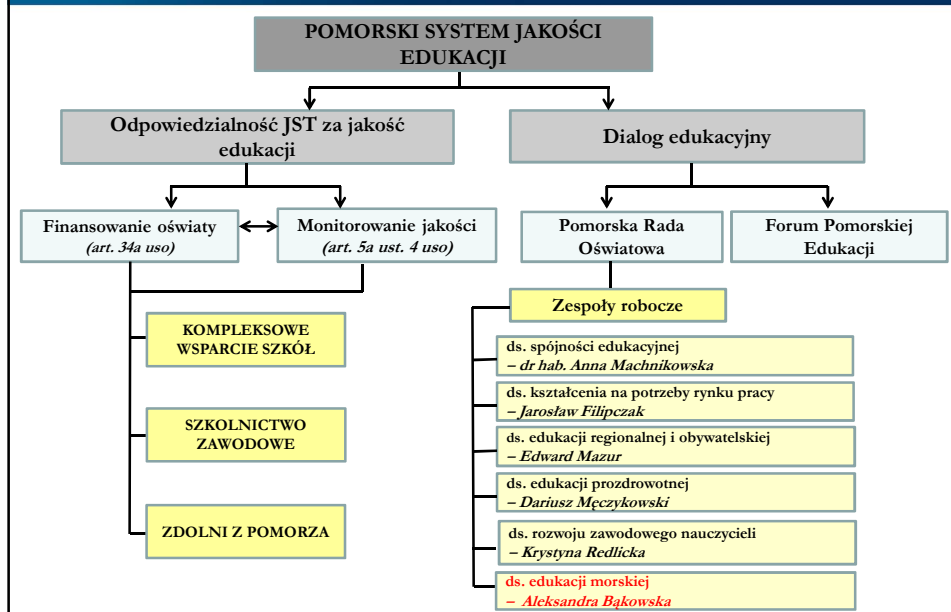 POMORSKI SYSTEM JAKOŚCI
EDUKACJI
Odpowiedzialność JST za jakość
edukacji
Dialog edukacyjny
Finansowanie oświaty
(art. 34a uso)
Monitorowanie jakości
(art. 5a ust. 4 uso)
Pomorska Rada
Oświatowa
Forum Pomorskiej
Edukacji
KOMPLEKSOWE
WSPARCIE SZKÓŁ
SZKOLNICTWO
ZAWODOWE
ZDOLNI Z POMORZA
Zespoły robocze
ds. spójności edukacyjnej
– dr hab. Anna Machnikowska
ds. kształcenia na potrzeby rynku pracy
– Jarosław Filipczak
ds. edukacji regionalnej i obywatelskiej
– Edward Mazur
ds. edukacji prozdrowotnej
– Dariusz Męczykowski
ds. rozwoju zawodowego nauczycieli
– Krystyna Redlicka
ds. edukacji morskiej
– Aleksandra Bąkowska